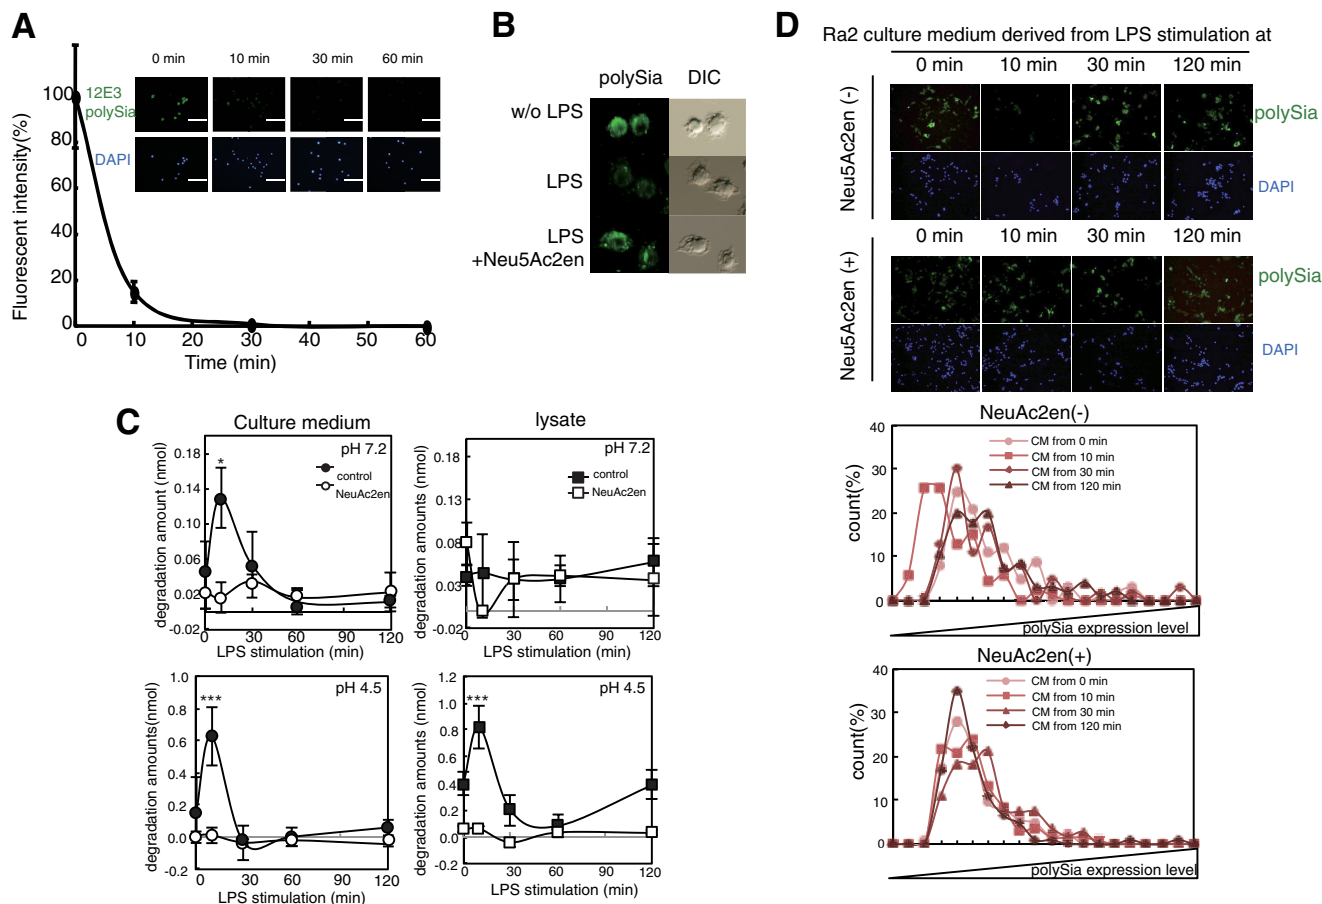 A
0 min 10 min 30 min 60 min
12E3
polySia
DAPI
Fluorescent intensity(%)
100
80
60
40
20
0
0 10 20 30 40 50 60
Time (min)
B
polySia DIC
w/o LPS
LPS
LPS
+Neu5Ac2en
C
Culture medium
pH 7.2
control
NeuAc2en
degradation amount (nmol)
0.18
0.14
0.10
0.06
0.02
-0.02
*
0 30 60 90 120
LPS stimulation (min)
lysate
pH 7.2
control
NeuAc2en
degradation amounts (nmol)
0.18
0.13
0.08
0.03
-0.02
0 30 60 90 120
LPS stimulation (min)
pH 4.5
***
degradation amounts(nmol)
1.0
0.8
0.6
0.4
0.2
0.0
-0.2
0 30 60 90 120
LPS stimulation (min)
pH 4.5
***
degradation amounts(nmol)
1.2
1.0
0.8
0.6
0.4
0.2
0.0
-0.2
0 30 60 90 120
LPS stimulation (min)
D
Ra2 culture medium derived from LPS stimulation at
0 min 10 min 30 min 120 min
Neu5Ac2en (-)
polySia
DAPI
0 min 10 min 30 min 120 min
Neu5Ac2en (+)
polySia
DAPI
NeuAc2en(-)
count(%)
40
30
20
10
0
CM from 0 min
CM from 10 min
CM from 30 min
CM from 120 min
polySia expression level
NeuAc2en(+)
count(%)
40
30
20
10
0
CM from 0 min
CM from 10 min
CM from 30 min
CM from 120 min
polySia expression level